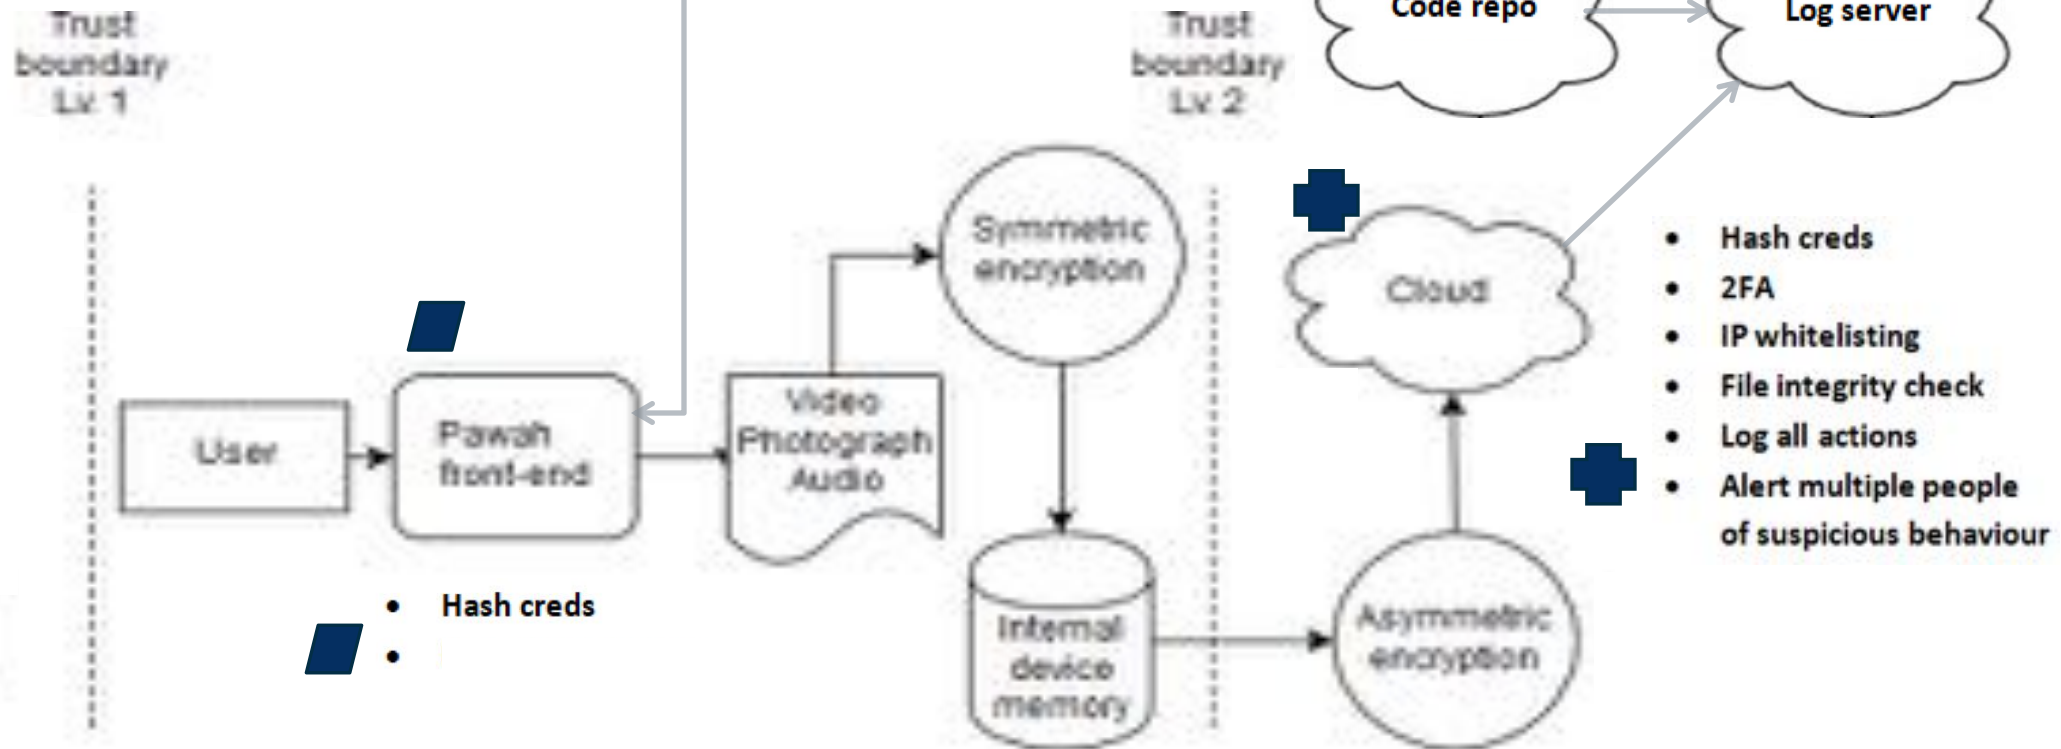 Trust
boundary
Lv. 1
Trust
boundary
Lv. 2
Code repo
Log server
Symmetric
encryption
Cloud
• Hash creds
• 2FA
• IP whitelisting
• File integrity check
• Log all actions
• Alert multiple people
of suspicious behaviour
User
Pawah
front-end
Video
Photograph
Audio
• Hash creds
•
Internal
device
memory
Asymmetric
encryption